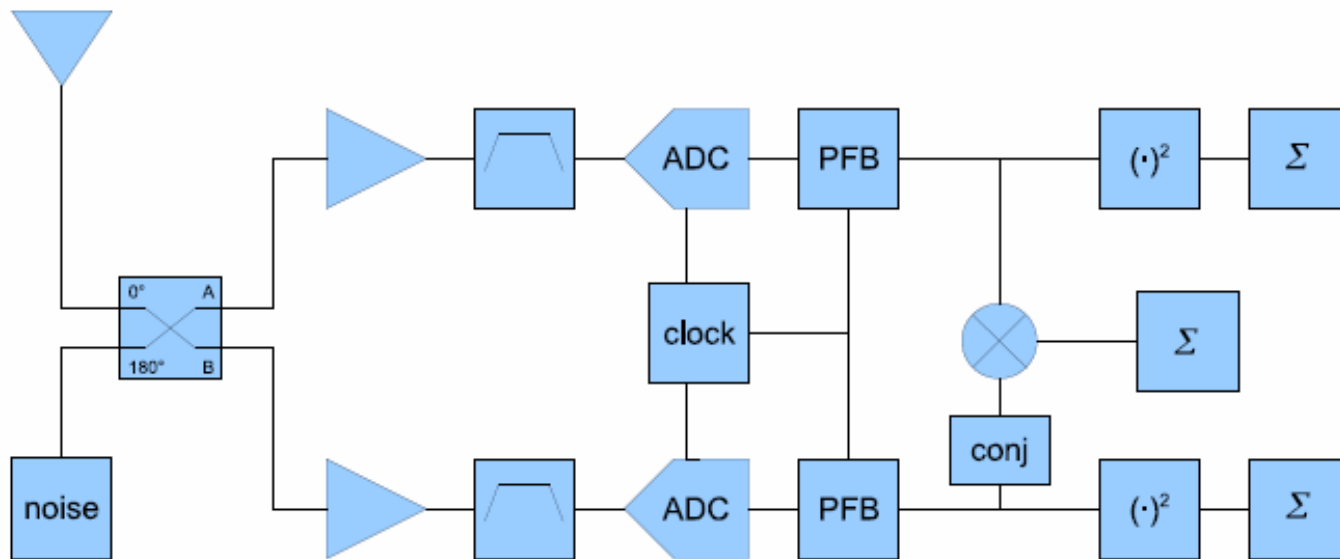 ADC
PFB
(·)²
Σ
0°
A
180°
B
clock
Σ
noise
conj
ADC
PFB
(·)²
Σ